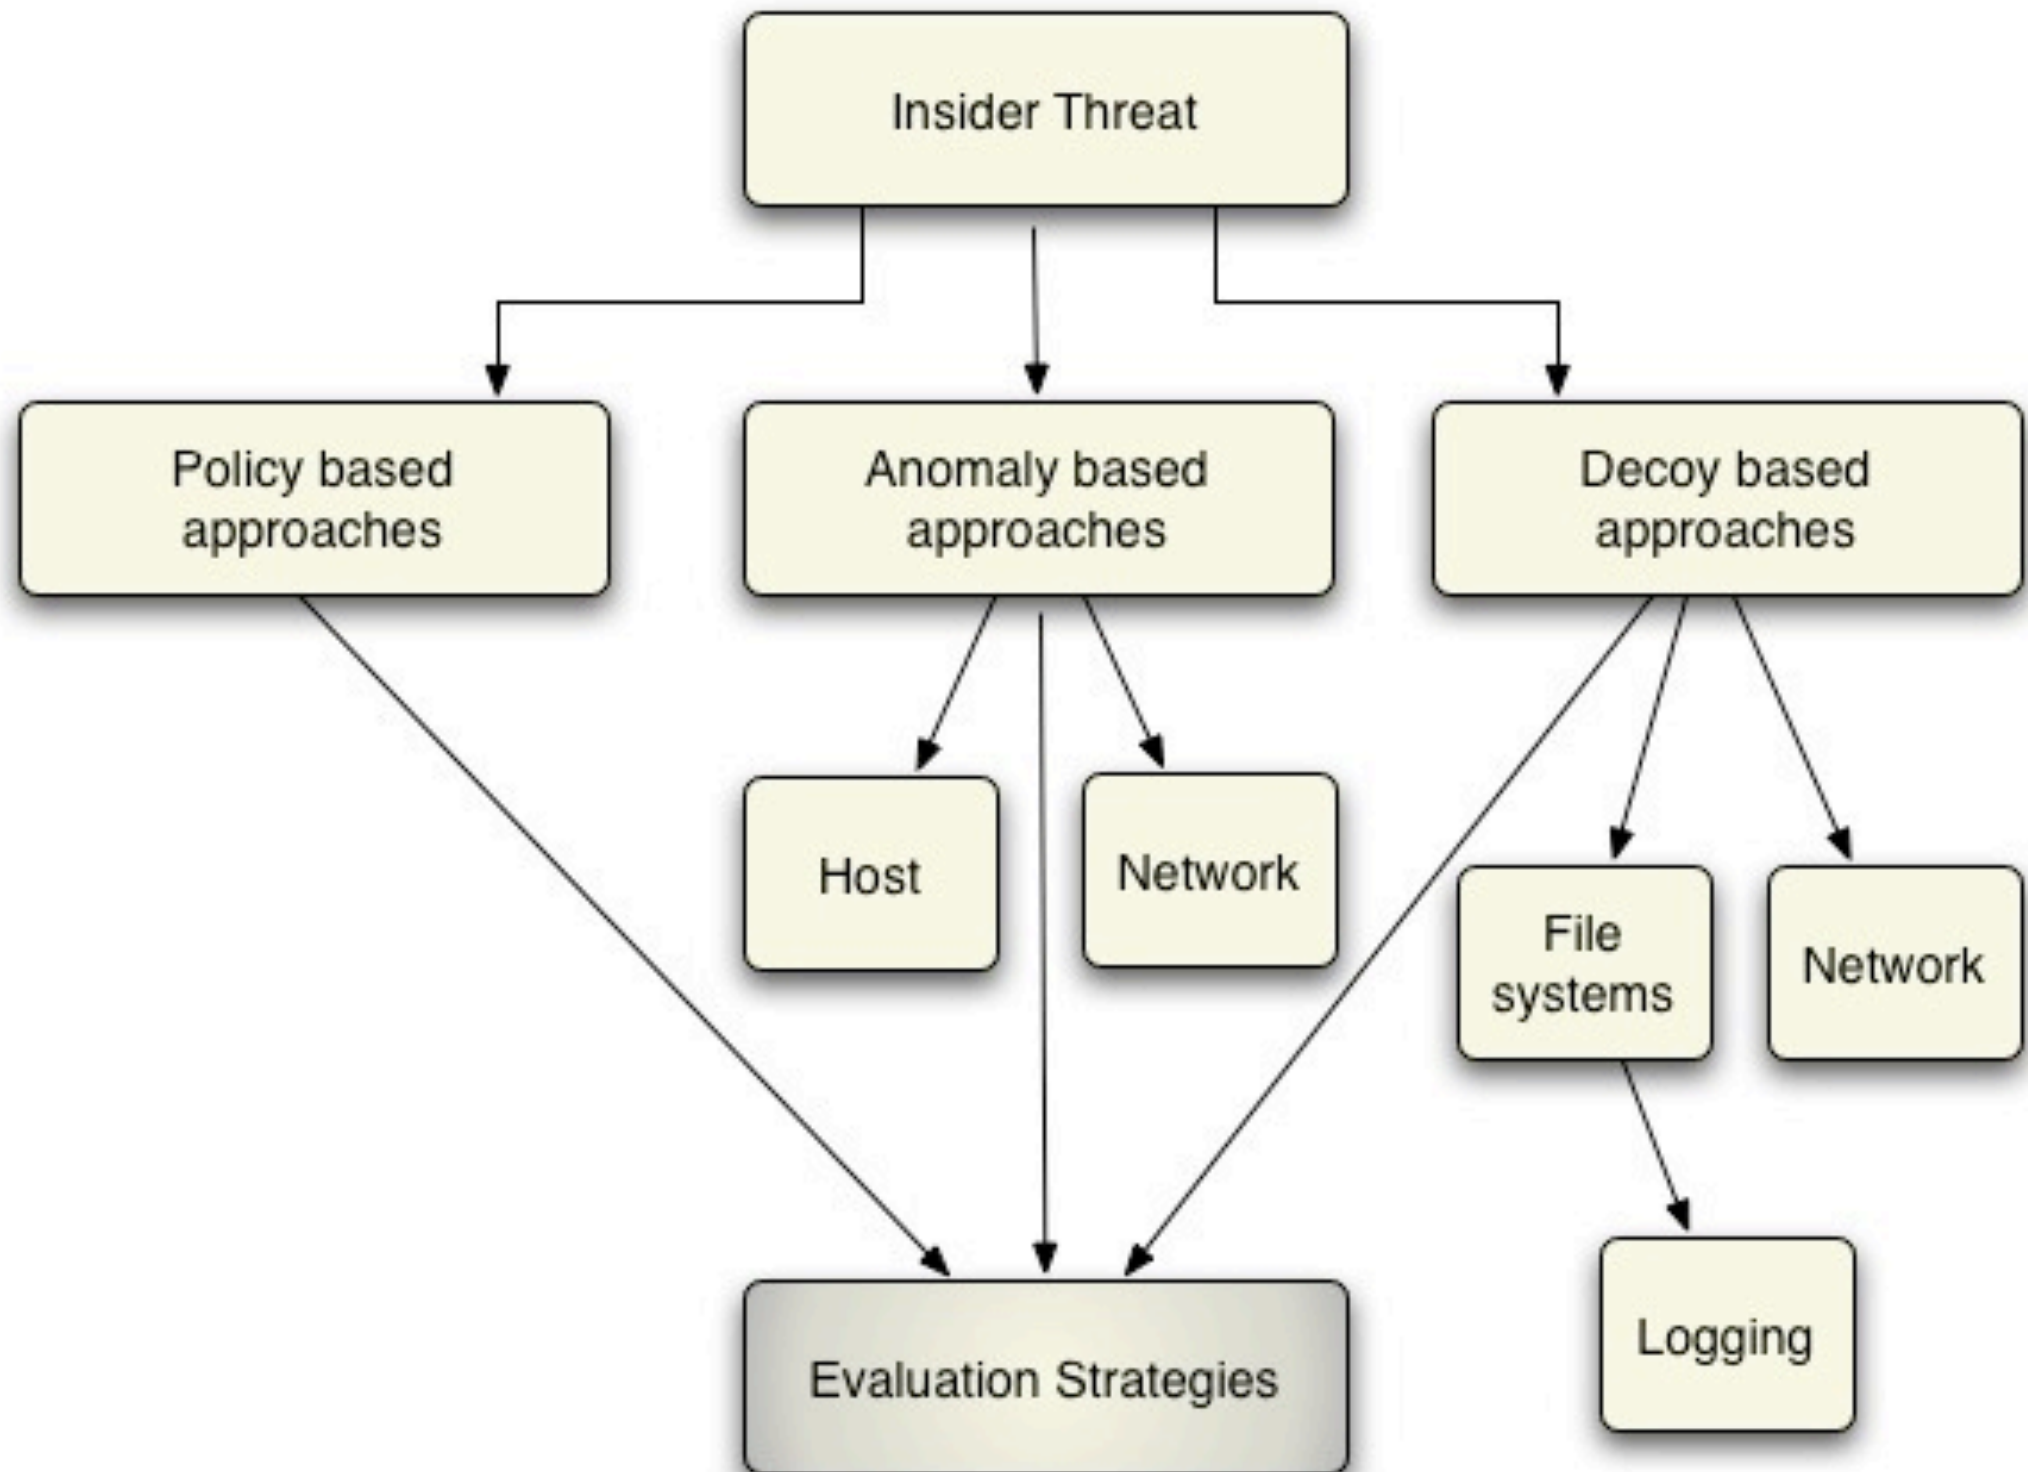 Insider Threat
Policy based
approaches
Anomaly based
approaches
Decoy based
approaches
Host
Network
File
systems
Network
Logging
Evaluation Strategies